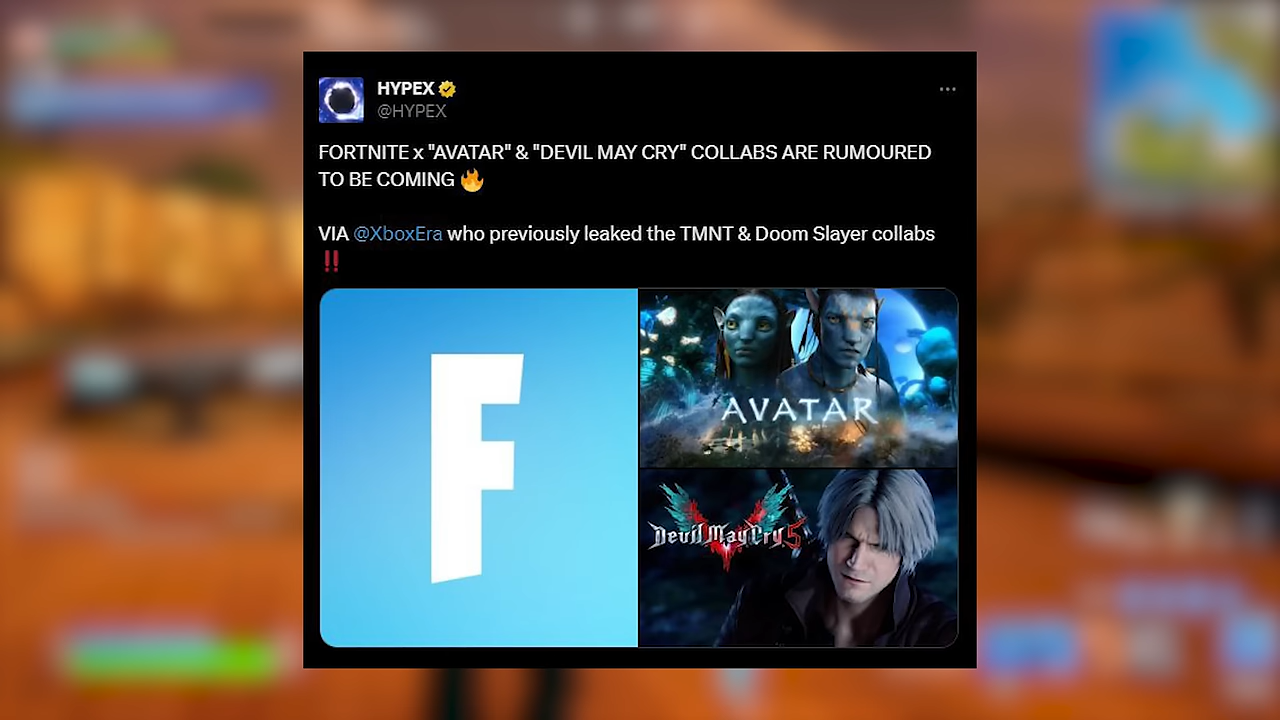 HYPEX
@HYPEX
FORTNITE x "AVATAR" & "DEVIL MAY CRY" COLLABS ARE RUMOURED
TO BE COMING 🔥
VIA @XboxEra who previously leaked the TMNT & Doom Slayer collabs
‼️
F
AVATAR
Devil May Cry 5